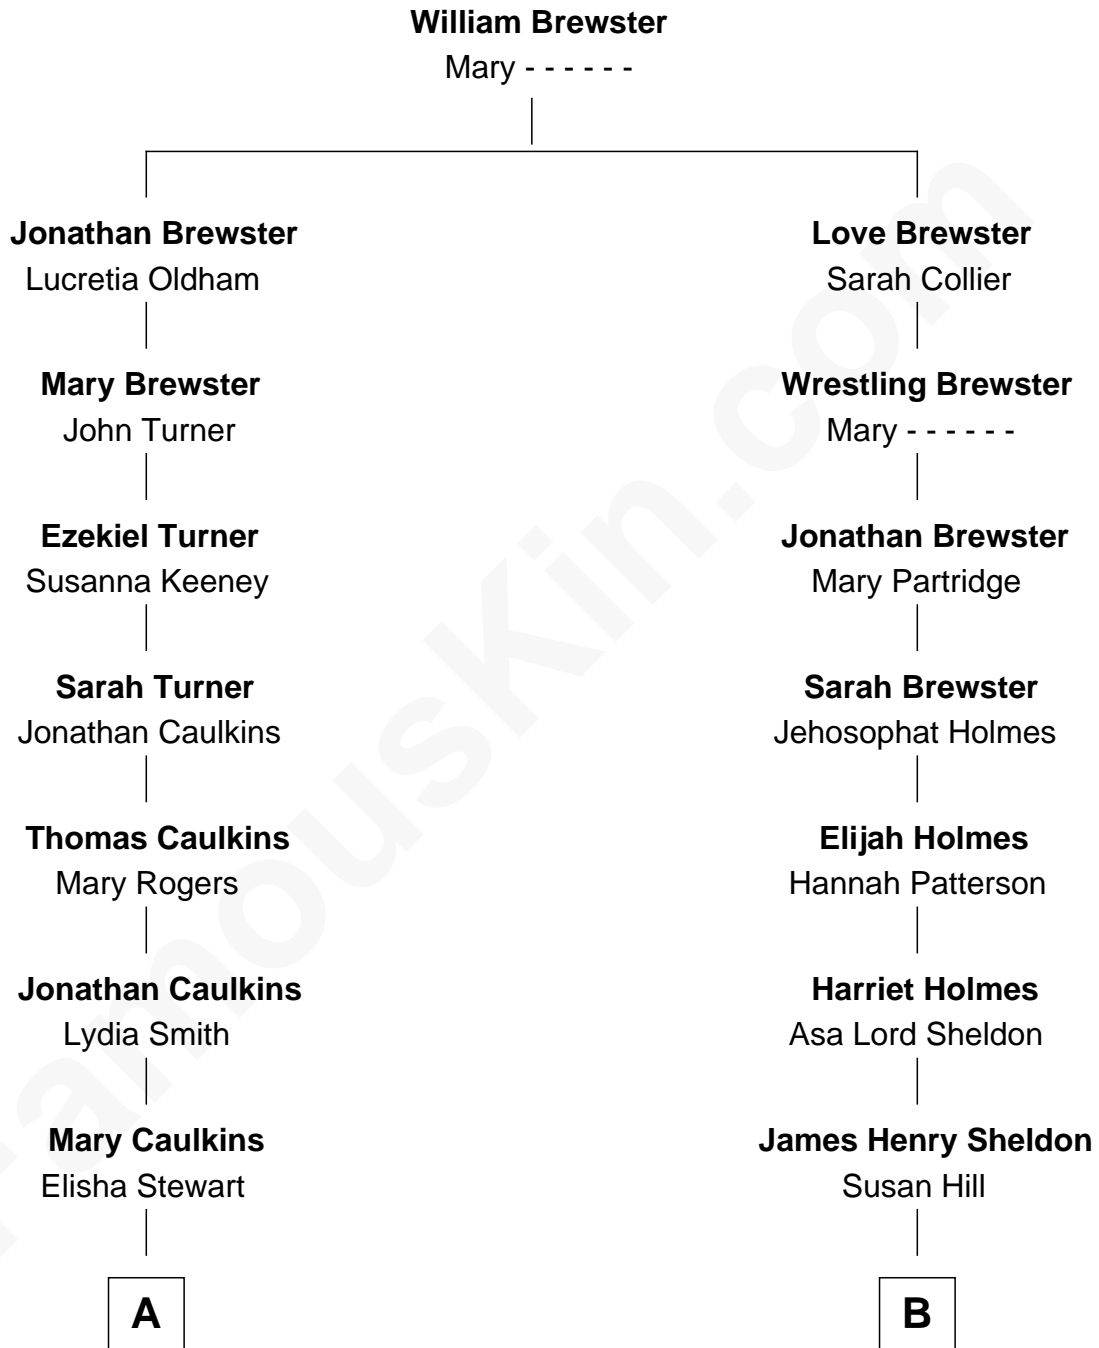 William Brewster
Mary - - - - - -
Jonathan Brewster
Lucretia Oldham
Love Brewster
Sarah Collier
Mary Brewster
John Turner
Wrestling Brewster
Mary - - - - - -
Ezekiel Turner
Susanna Keeney
Jonathan Brewster
Mary Partridge
Sarah Turner
Jonathan Caulkins
Sarah Brewster
Jehosophat Holmes
Thomas Caulkins
Mary Rogers
Elijah Holmes
Hannah Patterson
Jonathan Caulkins
Lydia Smith
Harriet Holmes
Asa Lord Sheldon
Mary Caulkins
Elisha Stewart
James Henry Sheldon
Susan Hill
A
B
FamousKin.com